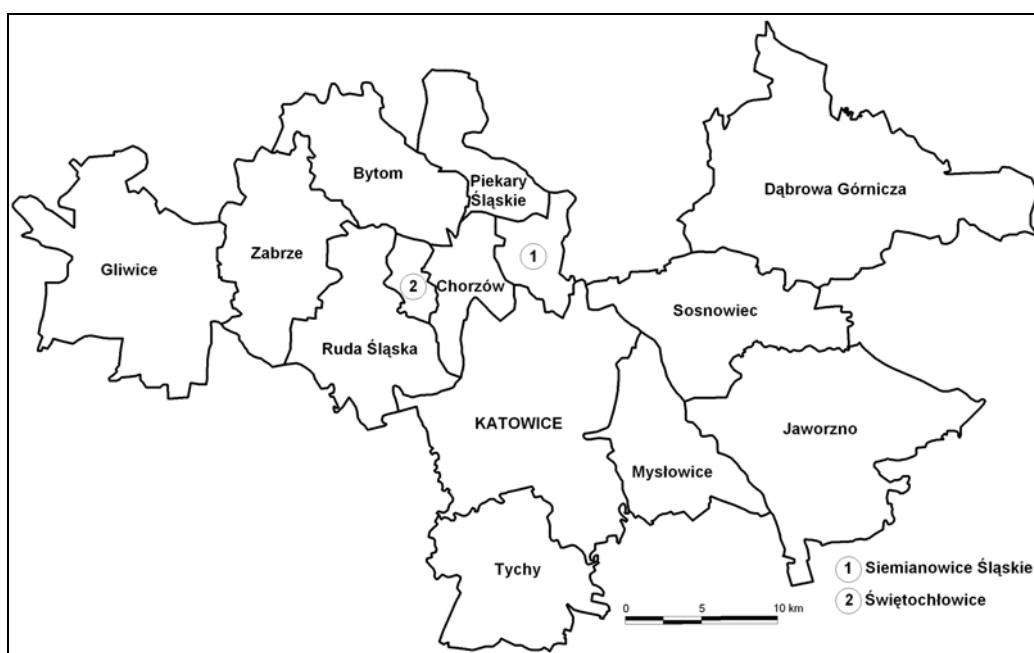 Bytom
Piekary
Śląskie
Dąbrowa Górnicza
Gliwice
Zabrze
1
2
Chorzów
Sosnowiec
Ruda Śląska
KATOWICE
Jaworzno
Mysłowice
Tychy
1 Siemianowice Śląskie
2 Świętochłowice
0 5 10 km